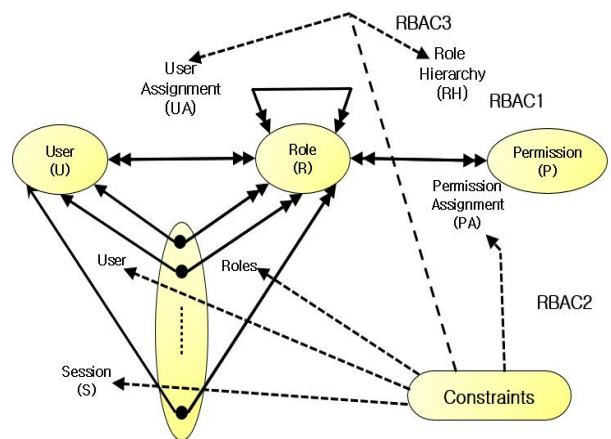 RBAC3
User
Assignment
(UA)
Role
Hierarchy
(RH)
RBAC1
User
(U)
Role
(R)
Permission
(P)
Permission
Assignment
(PA)
User
Roles
RBAC2
Session
(S)
Constraints